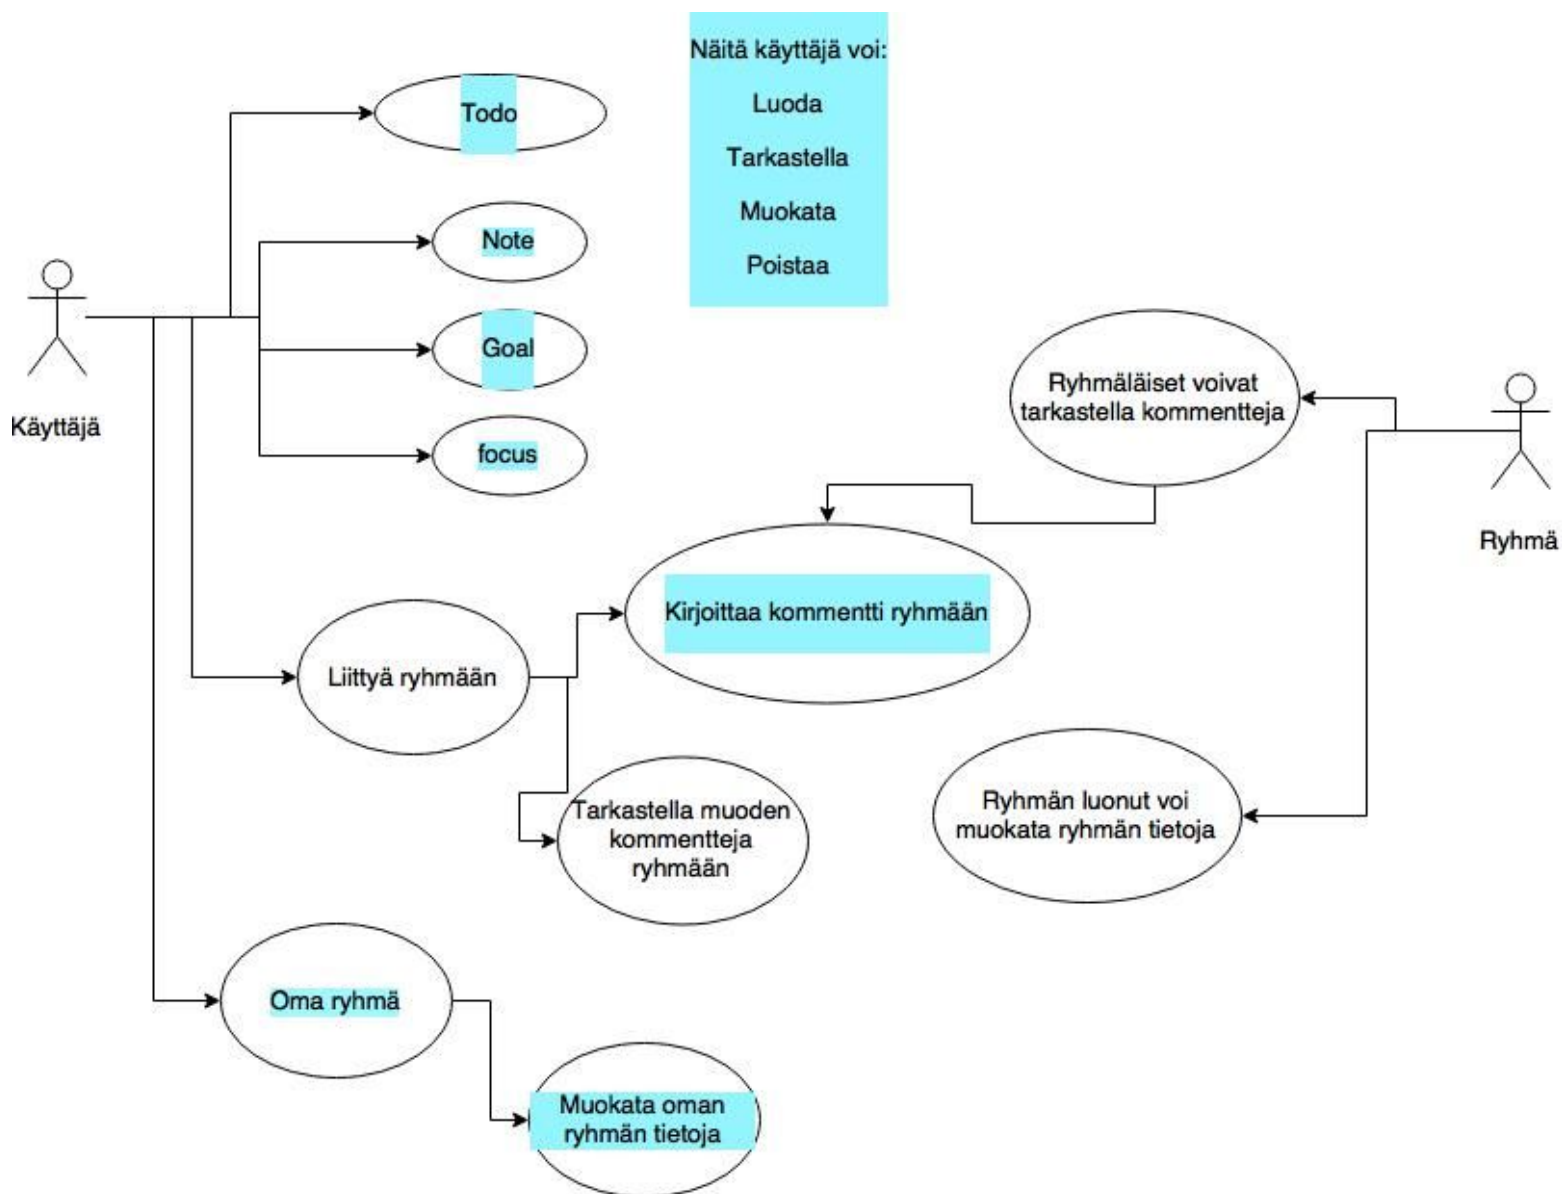 Näitä käyttäjä voi:
Luoda
Tarkastella
Muokata
Poistaa
Todo
Note
Goal
focus
Käyttäjä
Ryhmäläiset voivat
tarkastella kommentteja
Ryhmä
Kirjoittaa kommentti ryhmään
Liittyä ryhmään
Tarkastella muoden
kommentteja
ryhmään
Ryhmän luonut voi
muokata ryhmän tietoja
Oma ryhmä
Muokata oman
ryhmän tietoja